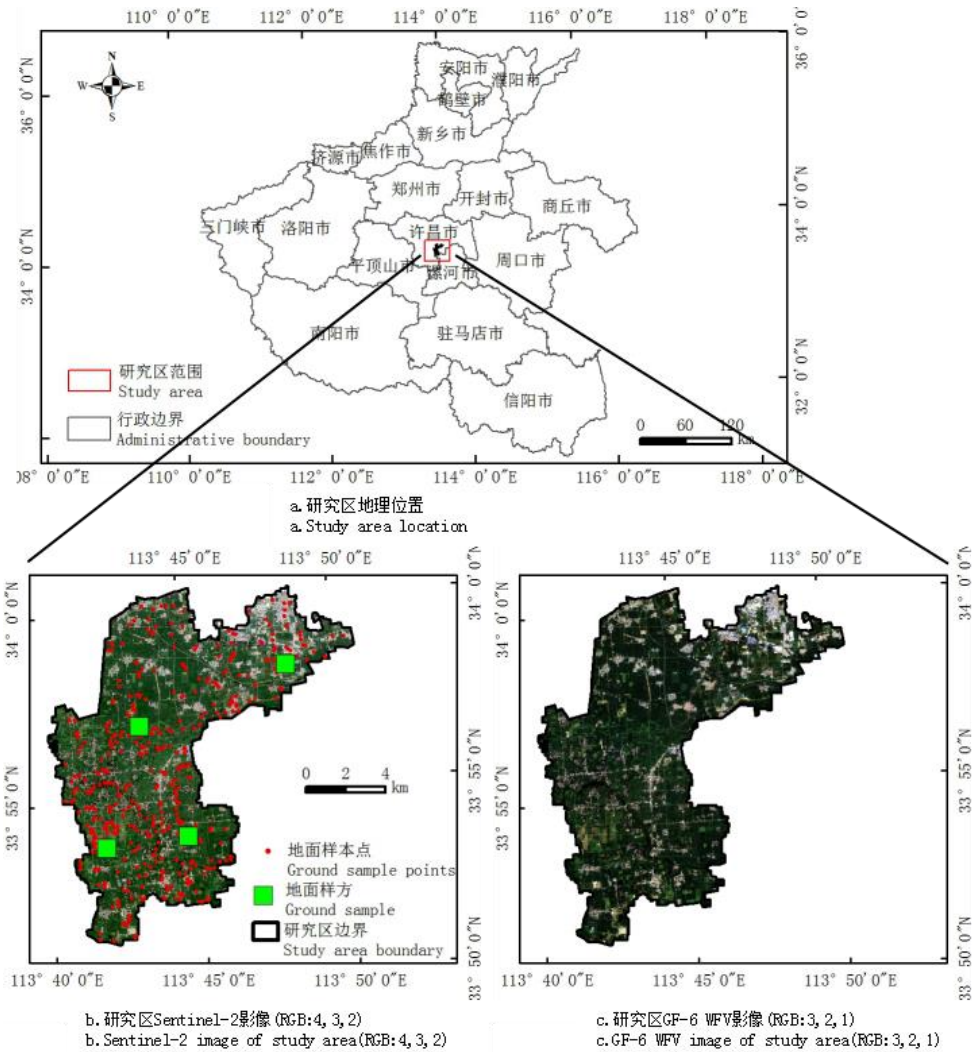 110° 0'0"E 112° 0'0"E 114° 0'0"E 116° 0'0"E 118° 0'0"E
36° 0'0"N
36° 0'0"N
34° 0'0"N
34° 0'0"N
32° 0'0"N
N
W E
S
安阳市
濮阳市
鹤壁市
新乡市
焦作市
济源市
郑州市
开封市
商丘市
三门峡市
洛阳市
许昌市
平顶山市
漯河市
周口市
南阳市
驻马店市
信阳市
研究区范围
Study area
行政边界
Administrative boundary
0 60 120
km
08° 0'0"E 110° 0'0"E 112° 0'0"E 114° 0'0"E 116° 0'0"E 118° 0'0"E
a.研究区地理位置
a.Study area location
113° 45'0"E 113° 50'0"E
34° 0'0"N
34° 0'0"N
33° 55'0"N
33° 55'0"N
33° 50'0"N
0 2 4
km
地面样本点
Ground sample points
地面样方
Ground sample
研究区边界
Study area boundary
113° 40'0"E 113° 45'0"E 113° 50'0"E
b.研究区Sentinel-2影像(RGB:4,3,2)
b.Sentinel-2 image of study area(RGB:4,3,2)
113° 45'0"E 113° 50'0"E
34° 0'0"N
34° 0'0"N
33° 55'0"N
33° 55'0"N
33° 50'0"N
113° 40'0"E 113° 45'0"E 113° 50'0"E
c.研究区GF-6 WFV影像(RGB:3,2,1)
c.GF-6 WFV image of study area(RGB:3,2,1)